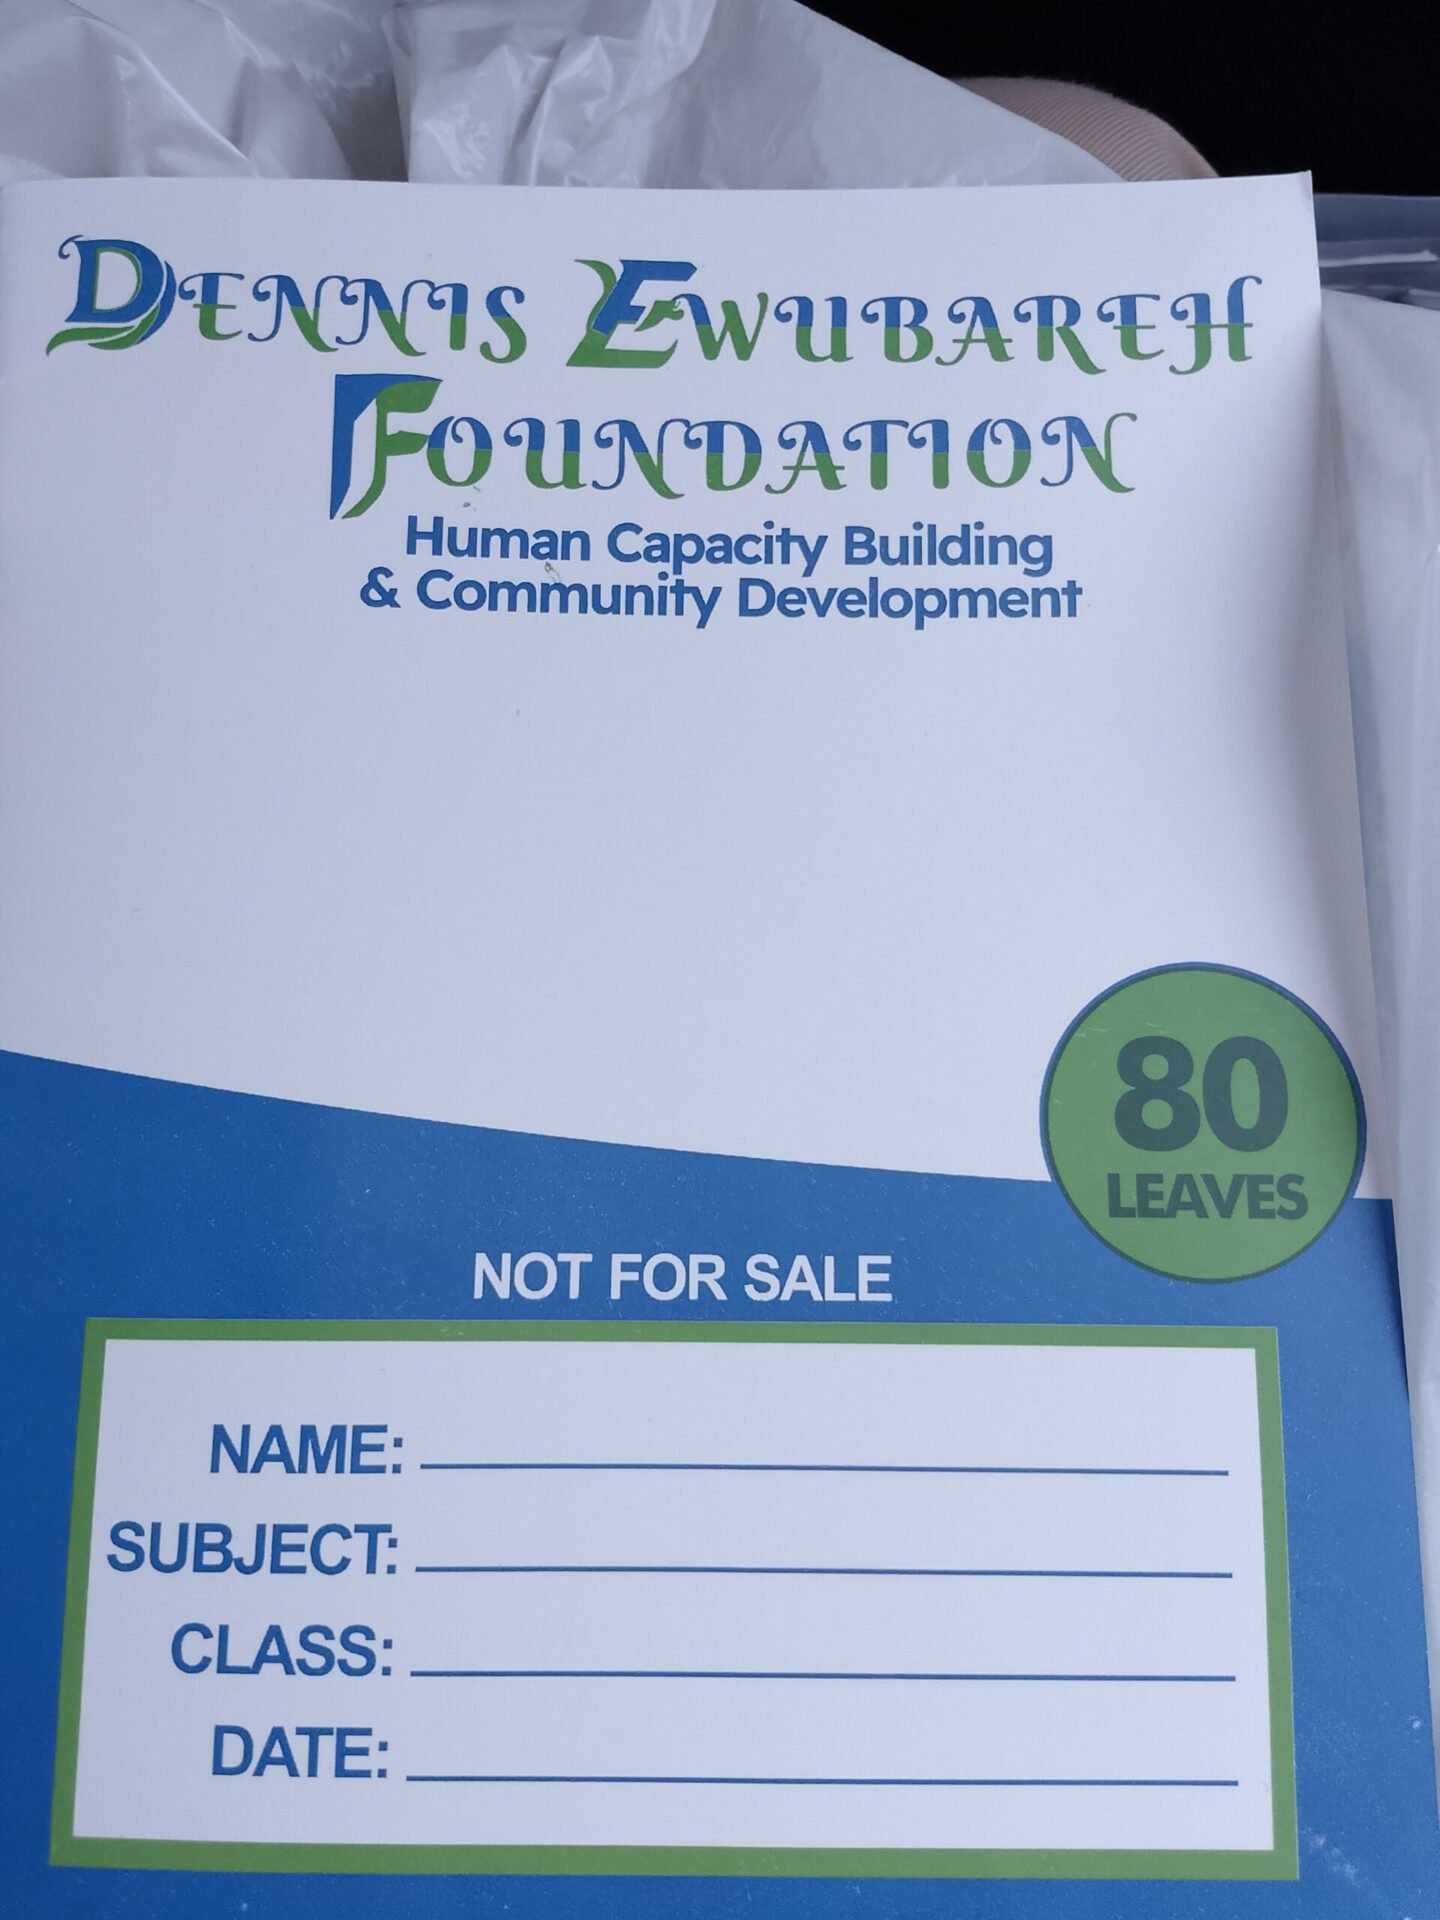 DENNIS EWUBAREH
FOUNDATION
Human Capacity Building
& Community Development
80
LEAVES
NOT FOR SALE
NAME:
SUBJECT:
CLASS:
DATE: